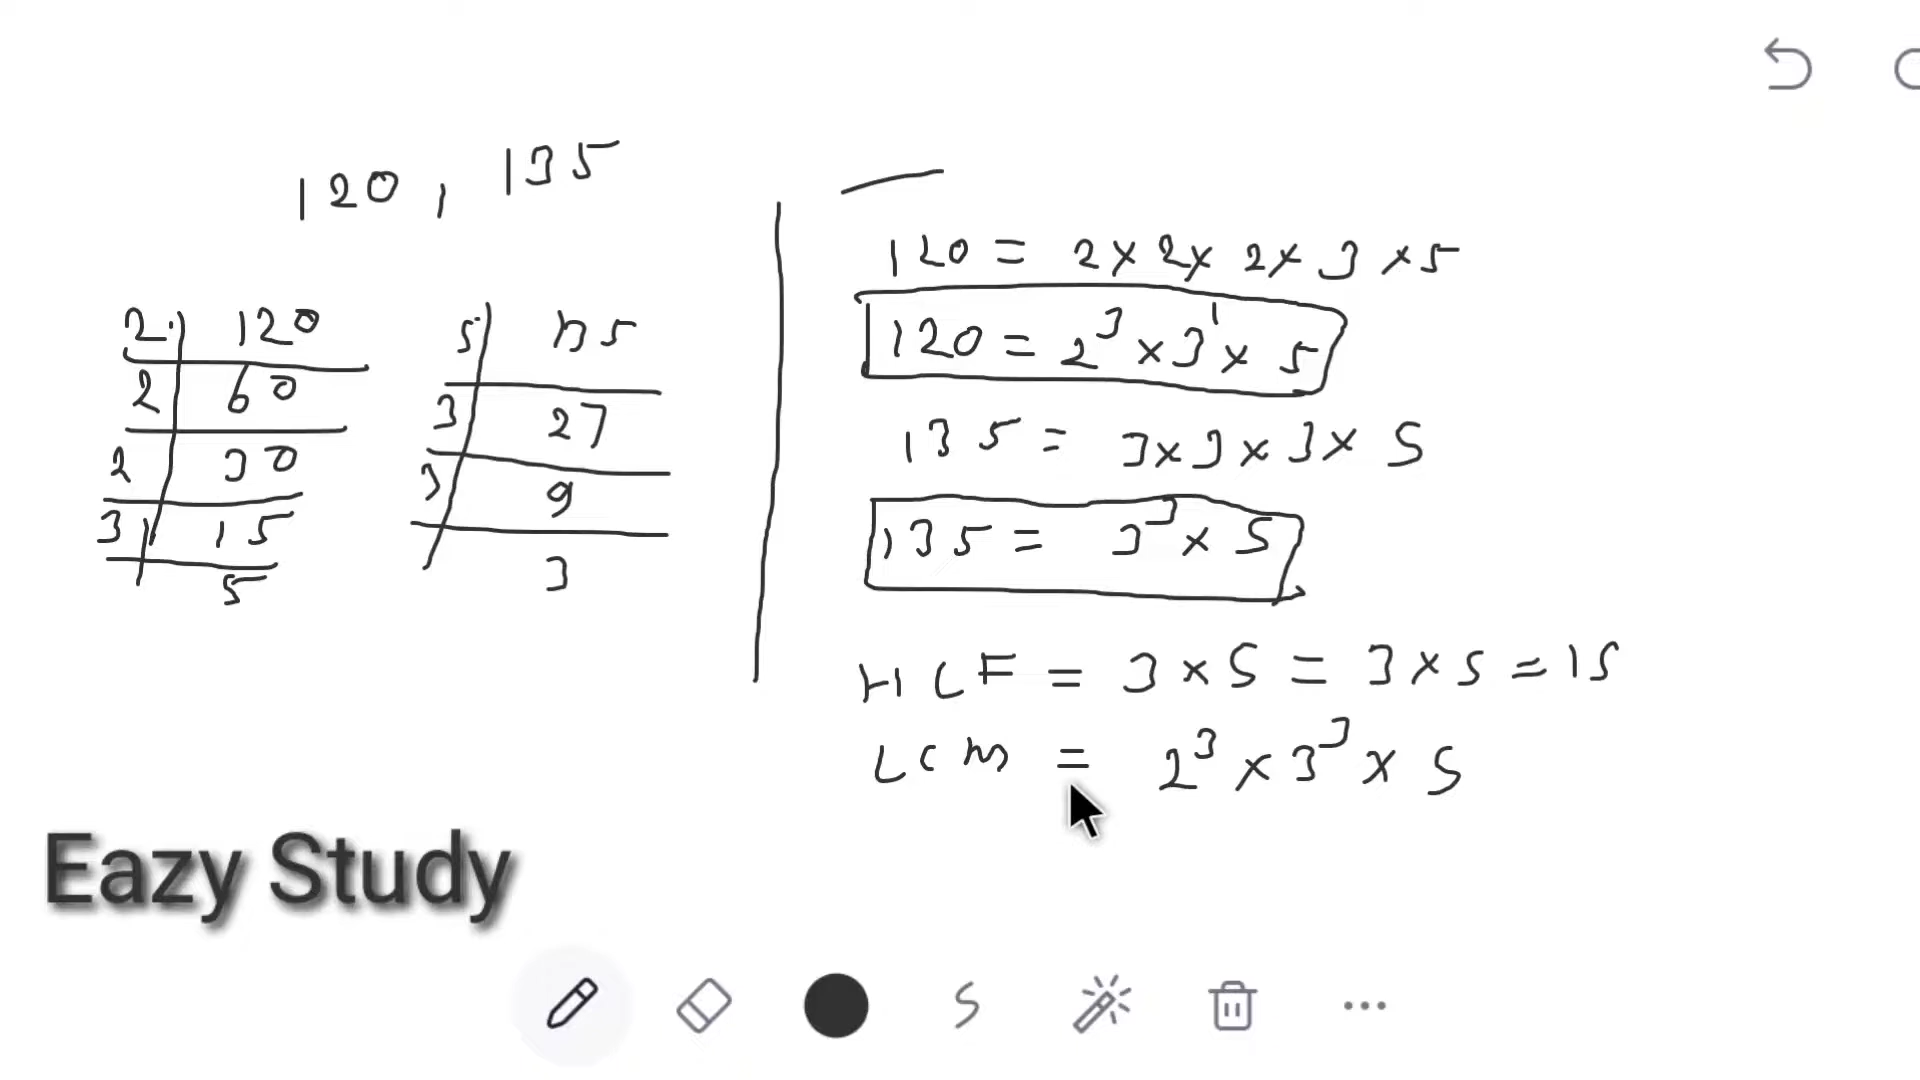 120, 135
2 120
2 60
2 30
3 15
5
5 135
3 27
3 9
3
120 = 2 × 2 × 2 × 3 × 5
120 = 2³ × 3¹ × 5
135 = 3 × 3 × 3 × 5
135 = 3³ × 5
HCF = 3 × 5 = 3 × 5 = 15
LCM = 2³ × 3³ × 5
Eazy Study